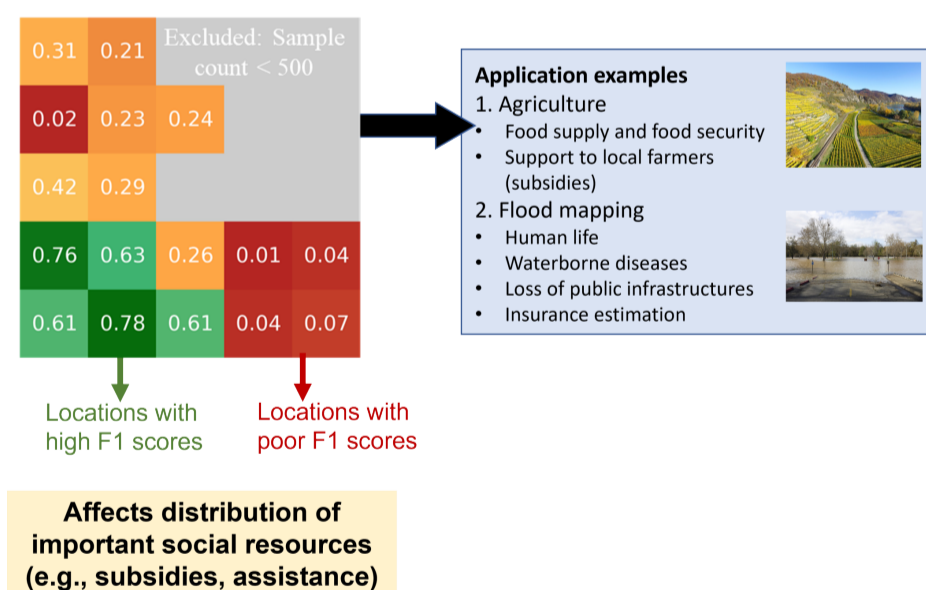 0.31 0.21
Excluded: Sample
count < 500
0.02 0.23 0.24
0.42 0.29
0.76 0.63 0.26 0.01 0.04
0.61 0.78 0.61 0.04 0.07
Locations with
high F1 scores
Locations with
poor F1 scores
Affects distribution of
important social resources
(e.g., subsidies, assistance)
Application examples
1. Agriculture
• Food supply and food security
• Support to local farmers
(subsidies)
2. Flood mapping
• Human life
• Waterborne diseases
• Loss of public infrastructures
• Insurance estimation